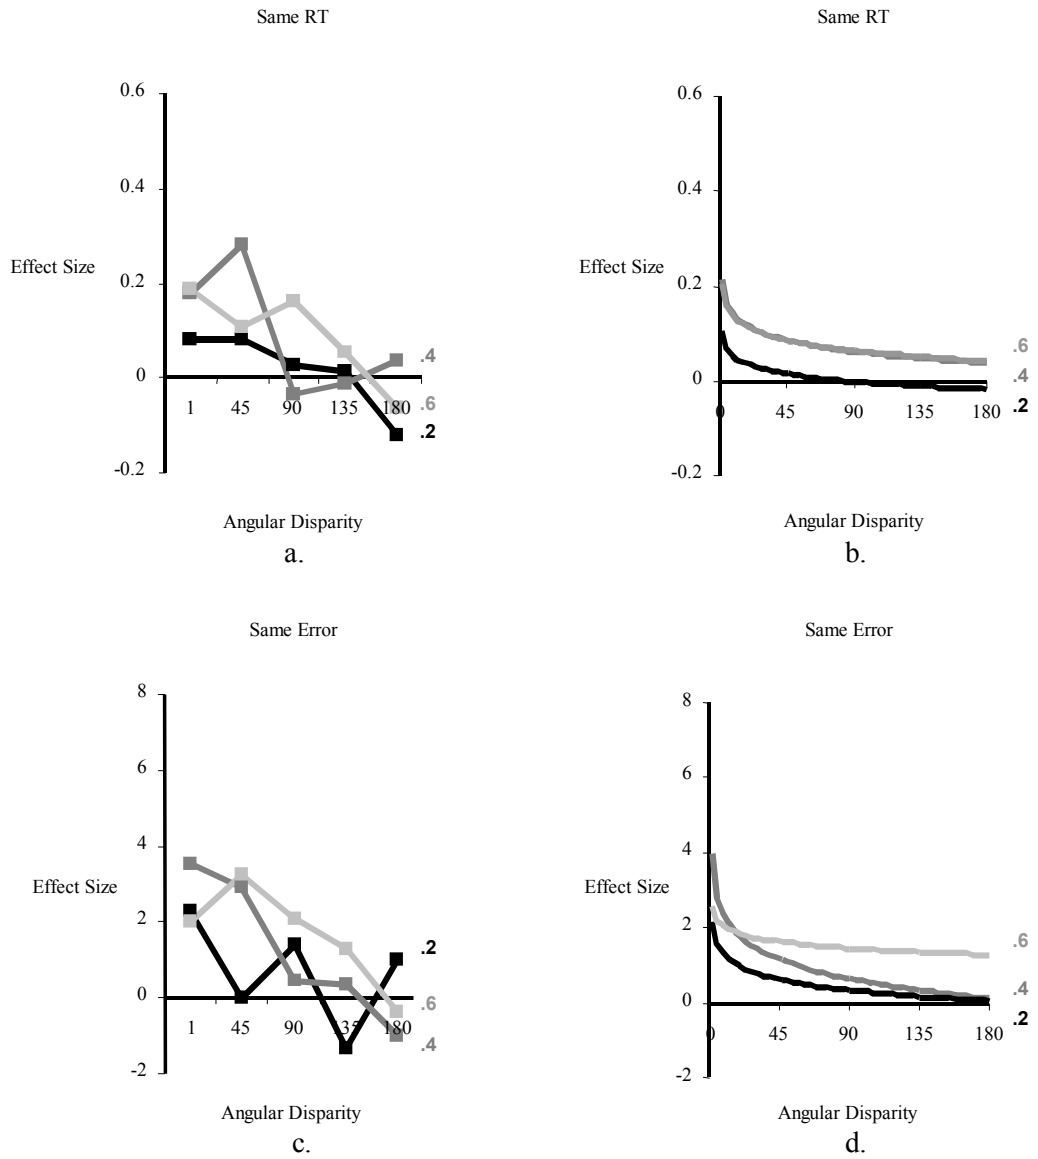 Same RT
0.6
0.4
0.2
0
-0.2
Effect Size
1 45 90 135 180
.4
.6
.2
Angular Disparity
a.
Same RT
0.6
0.4
0.2
0
-0.2
Effect Size
0 45 90 135 180
.6
.4
.2
Angular Disparity
b.
Same Error
8
6
4
2
0
-2
Effect Size
1 45 90 135 180
.2
.6
.4
Angular Disparity
c.
Same Error
8
6
4
2
0
-2
Effect Size
0 45 90 135 180
.6
.4
.2
Angular Disparity
d.